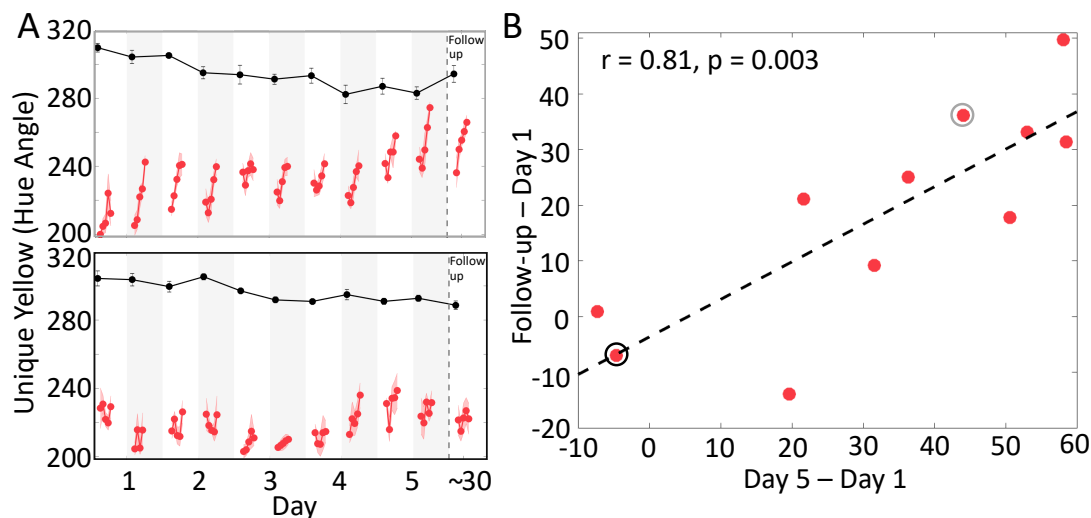 A
Unique Yellow (Hue Angle)
320
280
240
200
Follow
up
320
280
240
200
Follow
up
1 2 3 4 5 ~30
Day
B
r = 0.81, p = 0.003
Follow-up – Day 1
50
40
30
20
10
0
-10
-20
-10 0 10 20 30 40 50 60
Day 5 – Day 1